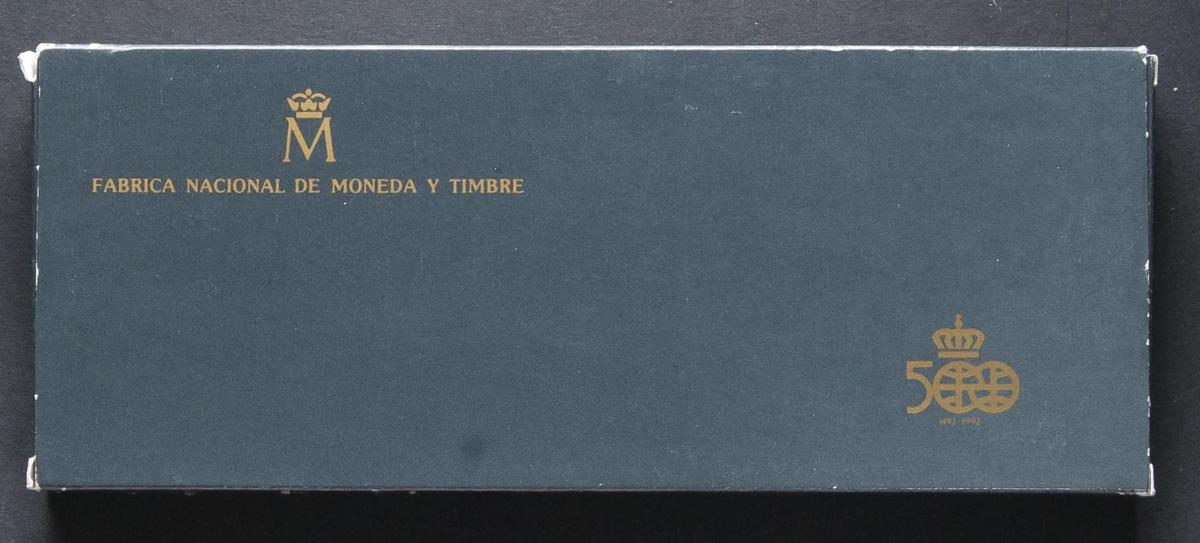 M
FABRICA NACIONAL DE MONEDA Y TIMBRE
500
1492-1992